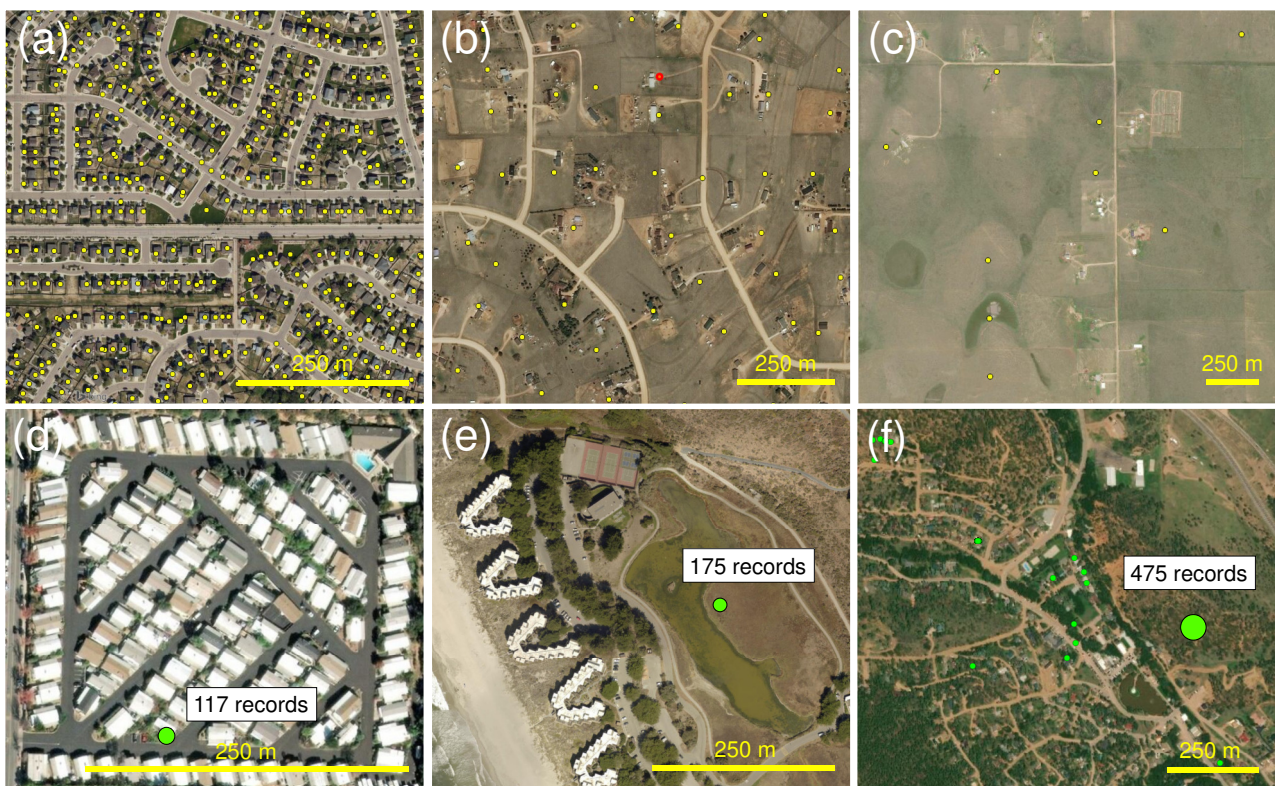 (a)
(b)
(c)
250 m
250 m
250 m
(d)
(e)
(f)
117 records
175 records
475 records
250 m
250 m
250 m